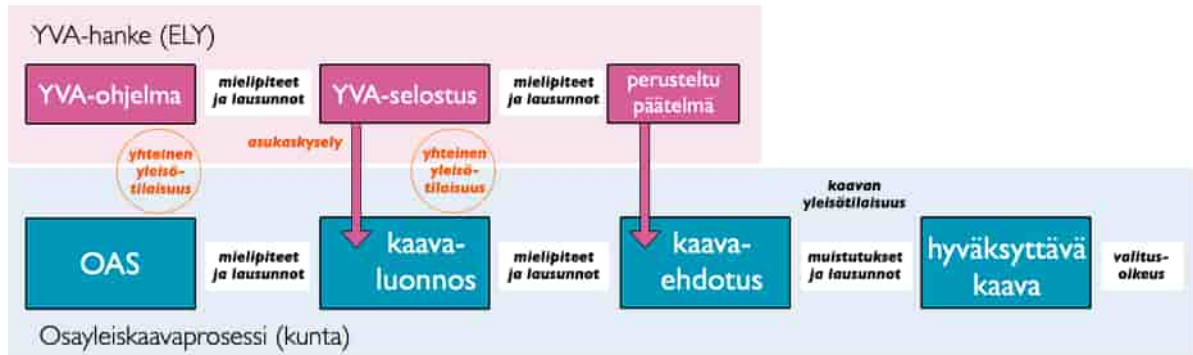 YVA-hanke (ELY)
YVA-ohjelma
mielipiteet
ja lausunnot
YVA-selostus
mielipiteet
ja lausunnot
perusteltu
päätelmä
yhteinen
yleisö-
tilaisuus
asukaskysely
yhteinen
yleisö-
tilaisuus
kaavan
yleisötilaisuus
OAS
mielipiteet
ja lausunnot
kaava-
luonnos
mielipiteet
ja lausunnot
kaava-
ehdotus
muistutukset
ja lausunnot
hyväksyttävä
kaava
valitus-
oikeus
Osayleiskaavaprosessi (kunta)